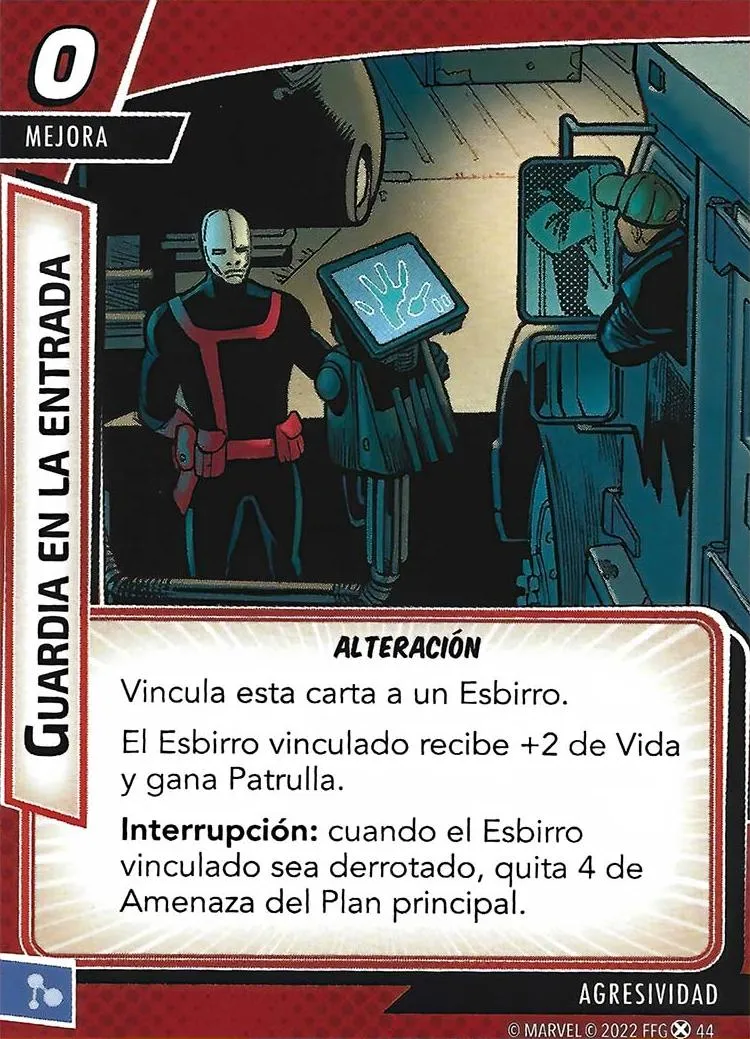 0
MEJORA
GUARDIA EN LA ENTRADA
ALTERACIÓN
Vincula esta carta a un Esbirro.
El Esbirro vinculado recibe +2 de Vida
y gana Patrulla.
Interrupción: cuando el Esbirro
vinculado sea derrotado, quita 4 de
Amenaza del Plan principal.
AGRESIVIDAD
© MARVEL © 2022 FFG 44